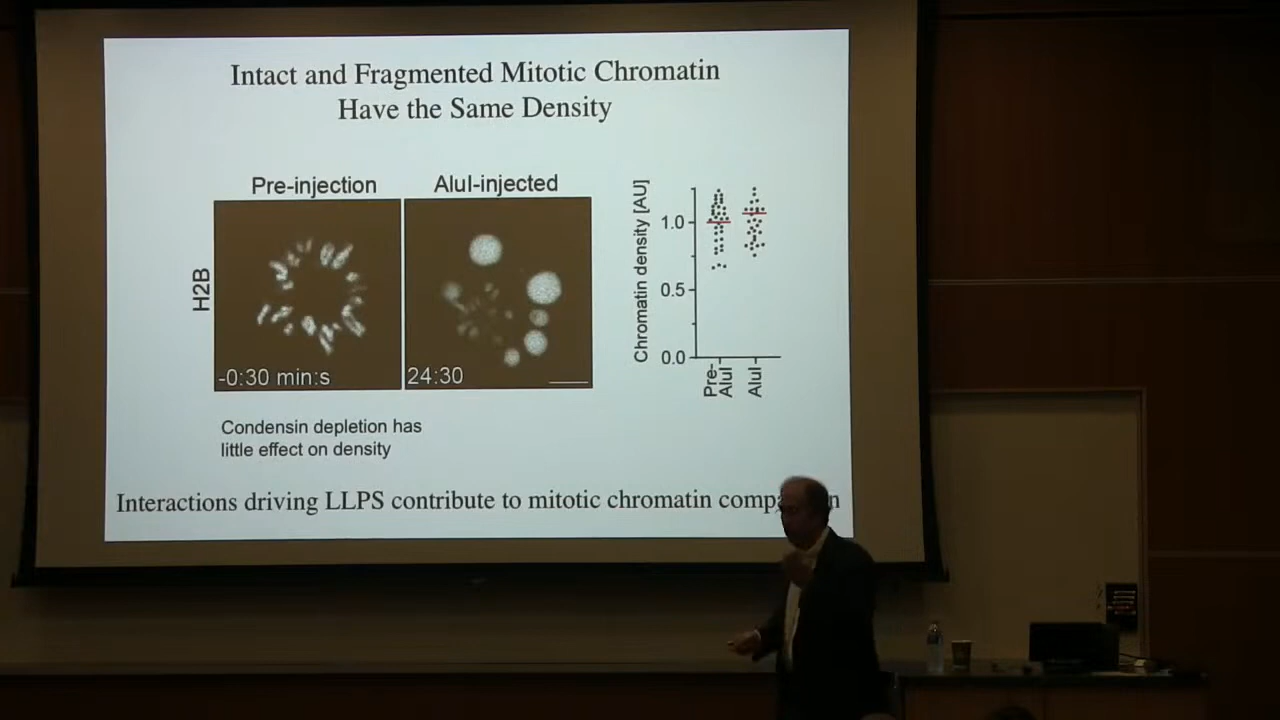 Intact and Fragmented Mitotic Chromatin
Have the Same Density
Pre-injection
AluI-injected
H2B
-0:30 min:s
24:30
Chromatin density [AU]
1.0
0.5
0.0
Pre-
AluI
AluI
Condensin depletion has
little effect on density
Interactions driving LLPS contribute to mitotic chromatin